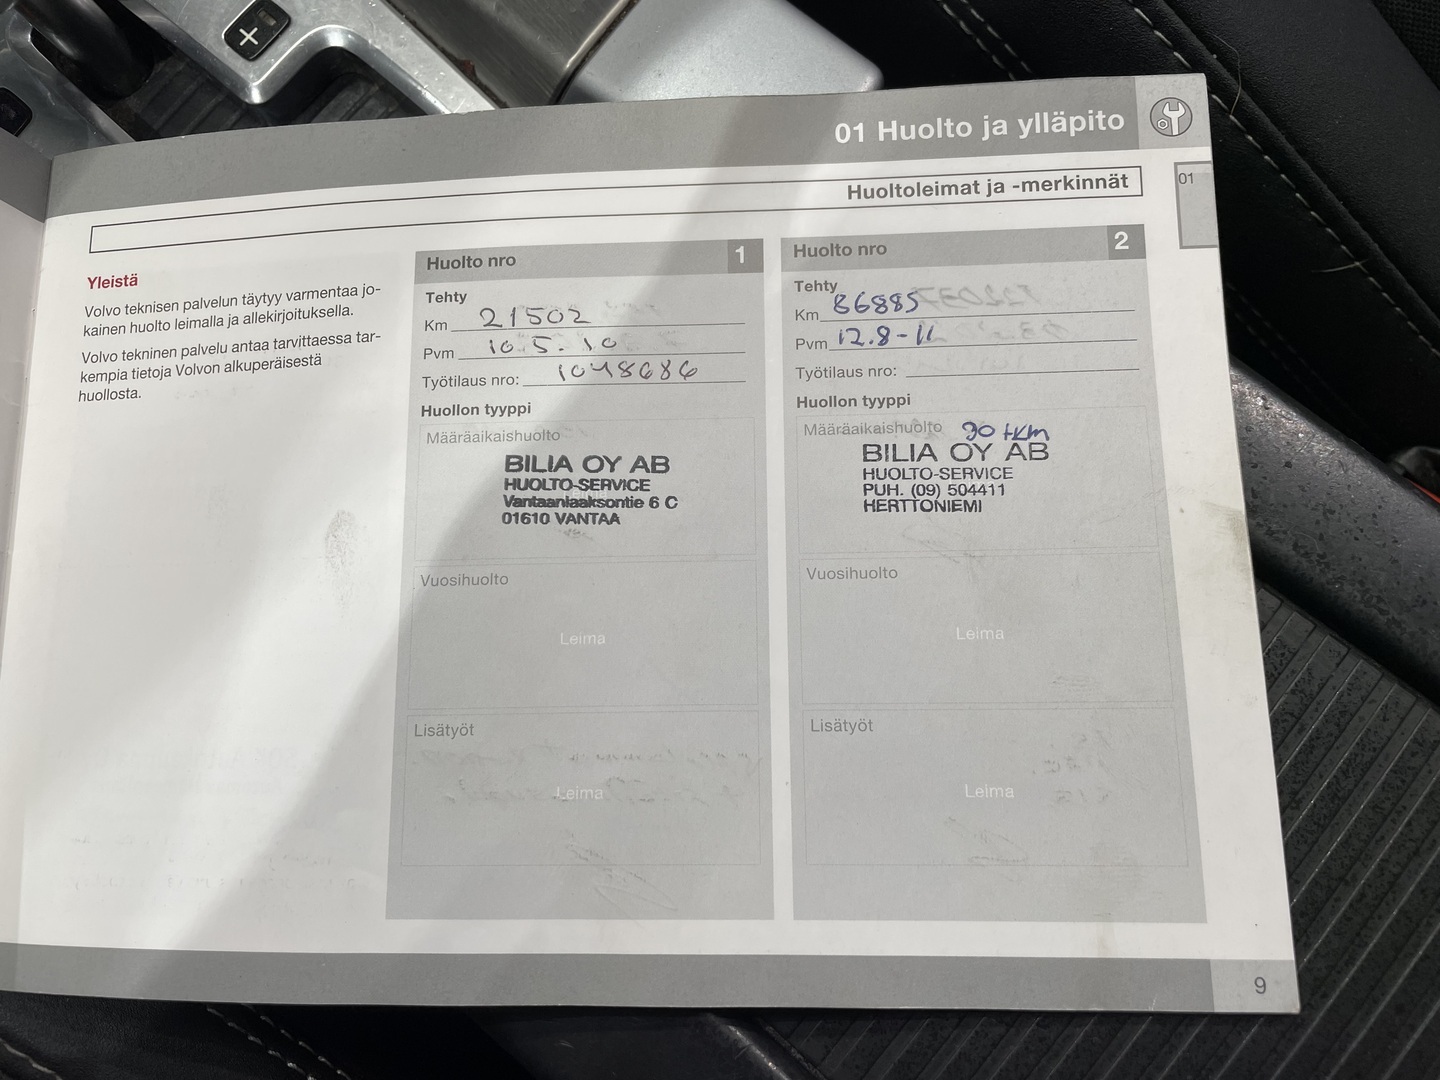 01 Huolto ja ylläpito
Huoltoleimat ja -merkinnät
01
Yleistä
Volvo teknisen palvelun täytyy varmentaa jo-
kainen huolto leimalla ja allekirjoituksella.
Volvo tekninen palvelu antaa tarvittaessa tar-
kempia tietoja Volvon alkuperäisestä
huollosta.
Huolto nro 1
Tehty
Km 21502
Pvm 10.5.10
Työtilaus nro: 1048686
Huollon tyyppi
Määräaikaishuolto
BILIA OY AB
HUOLTO-SERVICE
Vantaanlaaksontie 6 C
01610 VANTAA
Vuosihuolto
Leima
Lisätyöt
Leima
Huolto nro 2
Tehty
Km 86885
Pvm 12.8-11
Työtilaus nro:
Huollon tyyppi
Määräaikaishuolto 90 tkm
BILIA OY AB
HUOLTO-SERVICE
PUH. (09) 504411
HERTTONIEMI
Vuosihuolto
Leima
Lisätyöt
Leima
9